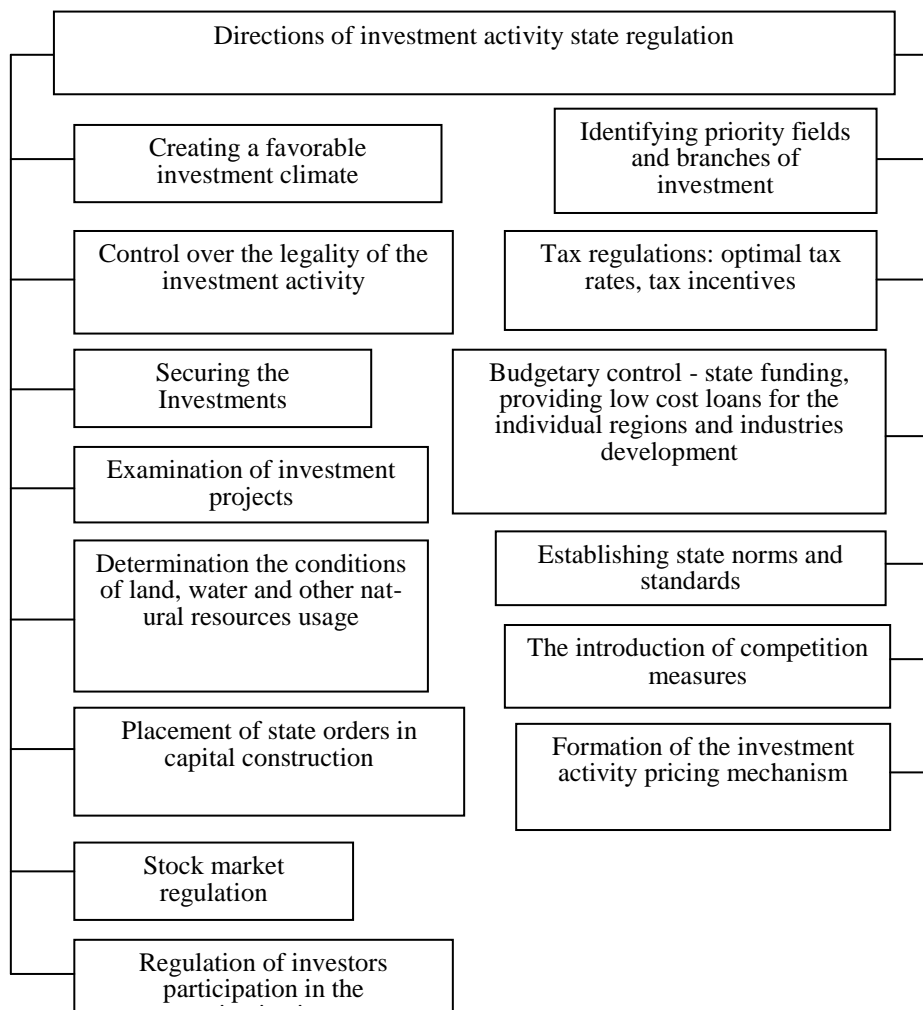 Directions of investment activity state regulation
Creating a favorable
investment climate
Control over the legality of the
investment activity
Securing the
Investments
Examination of investment
projects
Determination the conditions
of land, water and other nat-
ural resources usage
Placement of state orders in
capital construction
Stock market
regulation
Regulation of investors
participation in the
Identifying priority fields
and branches of
investment
Tax regulations: optimal tax
rates, tax incentives
Budgetary control - state funding,
providing low cost loans for the
individual regions and industries
development
Establishing state norms and
standards
The introduction of competition
measures
Formation of the investment
activity pricing mechanism